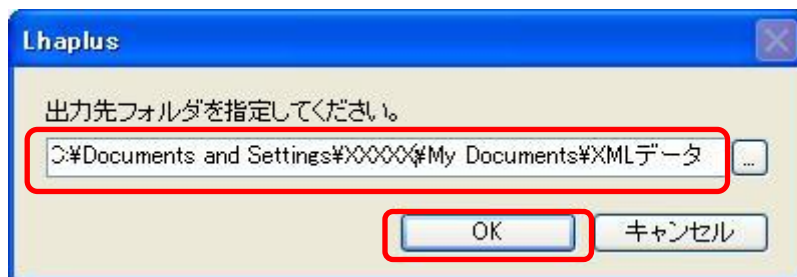 Lhaplus
出力先フォルダを指定してください。
C:¥Documents and Settings¥XXXXXX¥My Documents¥XMLデータ
...
OK
キャンセル